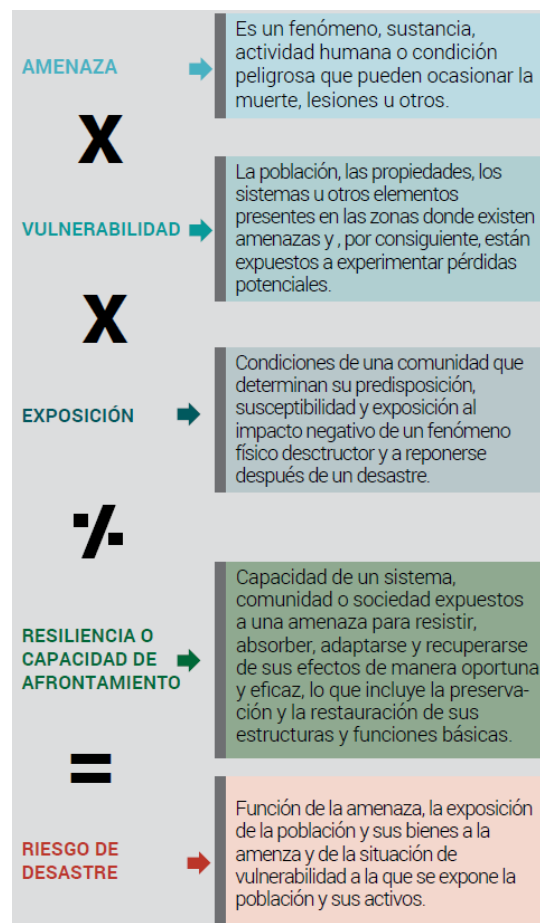 AMENAZA
Es un fenómeno, sustancia,
actividad humana o condición
peligrosa que pueden ocasionar la
muerte, lesiones u otros.
X
VULNERABILIDAD
La población, las propiedades, los
sistemas u otros elementos
presentes en las zonas donde existen
amenazas y , por consiguiente, están
expuestos a experimentar pérdidas
potenciales.
X
EXPOSICIÓN
Condiciones de una comunidad que
determinan su predisposición,
susceptibilidad y exposición al
impacto negativo de un fenómeno
físico desctructor y a reponerse
después de un desastre.
٪
RESILIENCIA O
CAPACIDAD DE
AFRONTAMIENTO
Capacidad de un sistema,
comunidad o sociedad expuestos
a una amenaza para resistir,
absorber, adaptarse y recuperarse
de sus efectos de manera oportuna
y eficaz, lo que incluye la preserva-
ción y la restauración de sus
estructuras y funciones básicas.
=
RIESGO DE
DESASTRE
Función de la amenaza, la exposición
de la población y sus bienes a la
amenza y de la situación de
vulnerabilidad a la que se expone la
población y sus activos.